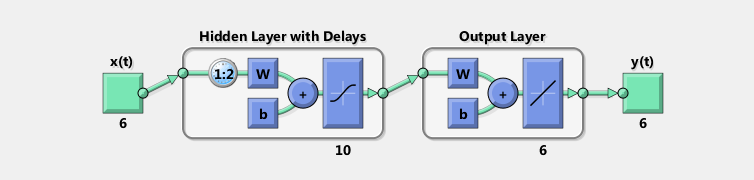 Hidden Layer with Delays
Output Layer
x(t)
y(t)
1:2
W
W
+
+
b
b
6
6
10
6